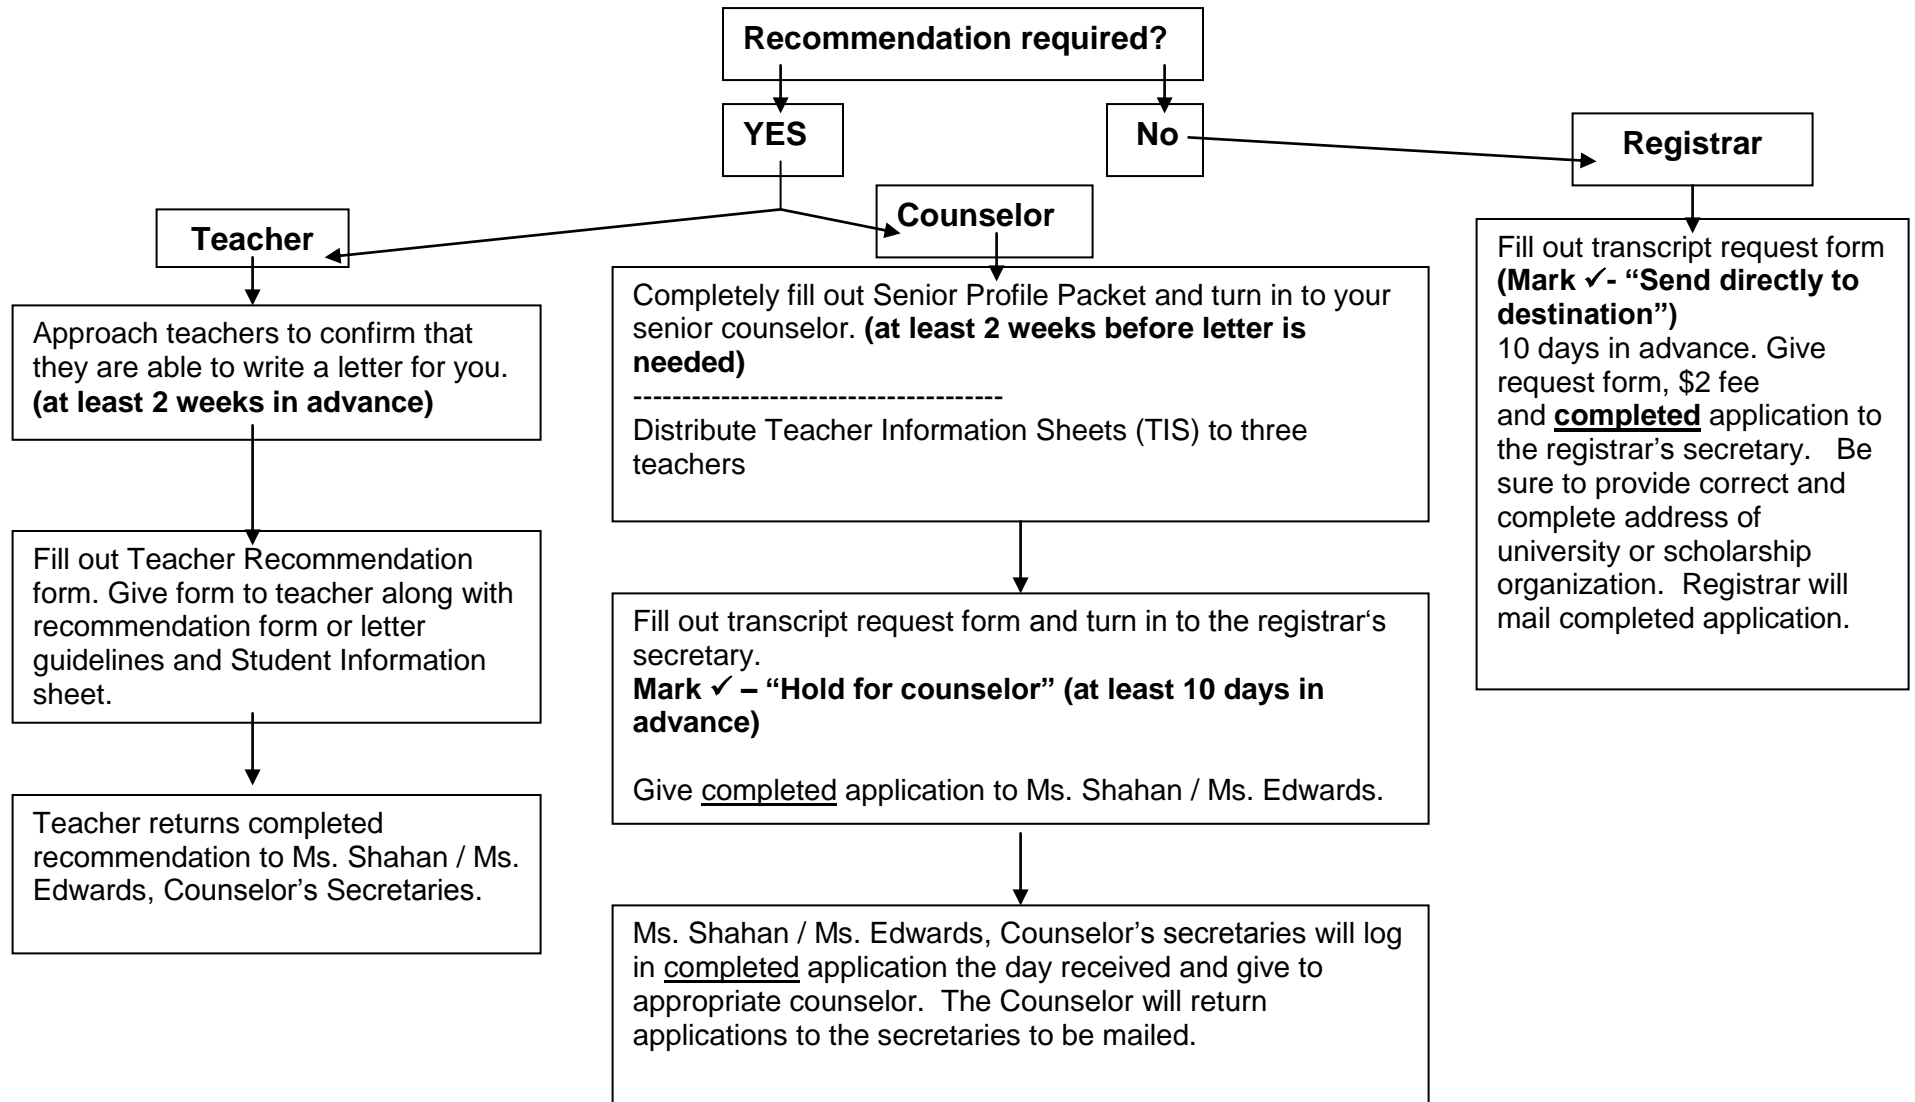 Recommendation required?
YES
No
Registrar
Teacher
Counselor
Approach teachers to confirm that
they are able to write a letter for you.
(at least 2 weeks in advance)
Fill out Teacher Recommendation
form. Give form to teacher along with
recommendation form or letter
guidelines and Student Information
sheet.
Teacher returns completed
recommendation to Ms. Shahan / Ms.
Edwards, Counselor’s Secretaries.
Completely fill out Senior Profile Packet and turn in to your
senior counselor. (at least 2 weeks before letter is
needed)
--------------------------------------
Distribute Teacher Information Sheets (TIS) to three
teachers
Fill out transcript request form and turn in to the registrar‘s
secretary.
Mark ✓ – “Hold for counselor” (at least 10 days in
advance)
Give completed application to Ms. Shahan / Ms. Edwards.
Ms. Shahan / Ms. Edwards, Counselor’s secretaries will log
in completed application the day received and give to
appropriate counselor.  The Counselor will return
applications to the secretaries to be mailed.
Fill out transcript request form
(Mark ✓- “Send directly to
destination”)
10 days in advance. Give
request form, $2 fee
and completed application to
the registrar’s secretary.   Be
sure to provide correct and
complete address of
university or scholarship
organization.  Registrar will
mail completed application.